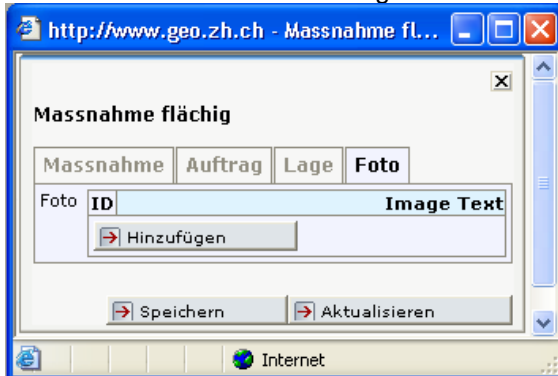 http://www.geo.zh.ch - Massnahme fl...
Massnahme flächig
Massnahme Auftrag Lage Foto
Foto ID Image Text
Hinzufügen
Speichern Aktualisieren
Internet